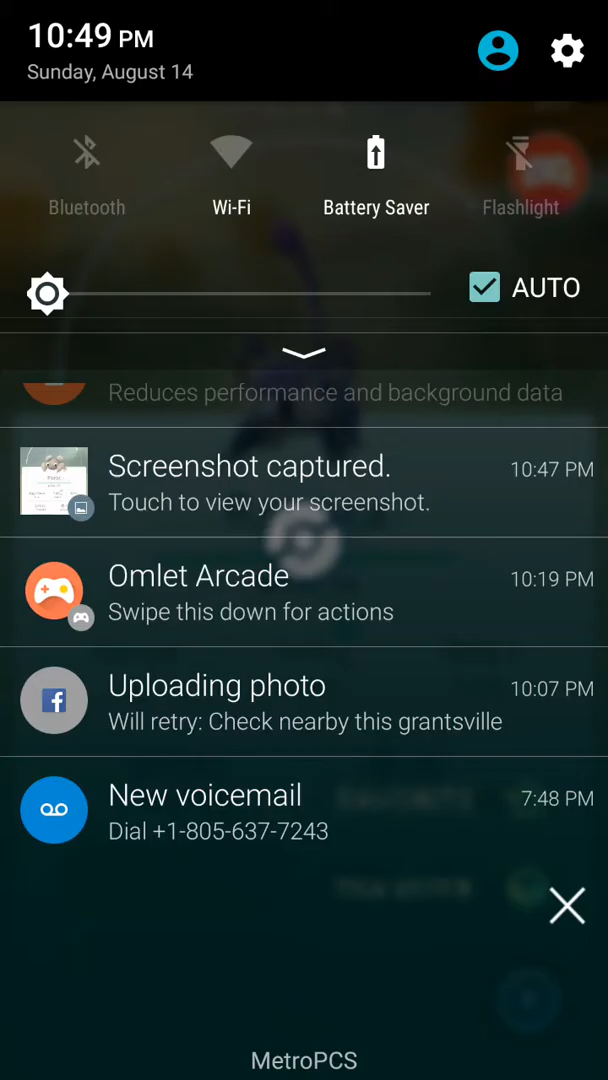 10:49 PM
Sunday, August 14
Bluetooth
Wi-Fi
Battery Saver
Flashlight
AUTO
Reduces performance and background data
Screenshot captured.
10:47 PM
Touch to view your screenshot.
Omlet Arcade
10:19 PM
Swipe this down for actions
Uploading photo
10:07 PM
Will retry: Check nearby this grantsville
New voicemail
7:48 PM
Dial +1-805-637-7243
MetroPCS